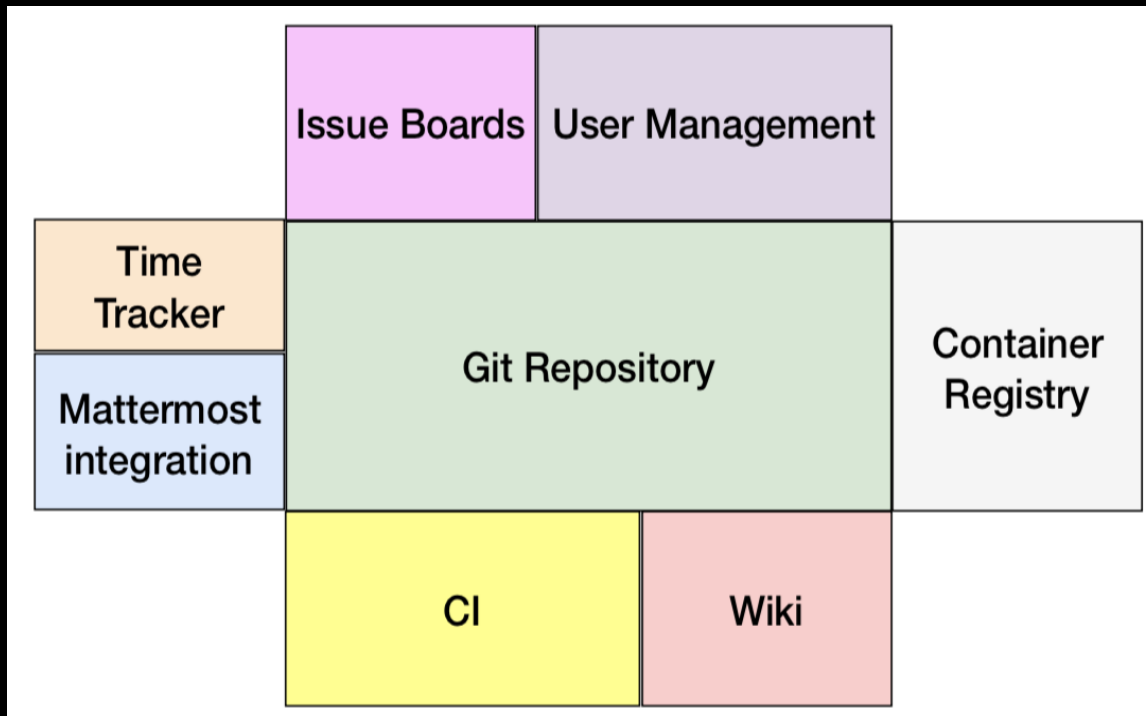 Issue Boards
User Management
Time
Tracker
Mattermost
integration
Git Repository
Container
Registry
CI
Wiki